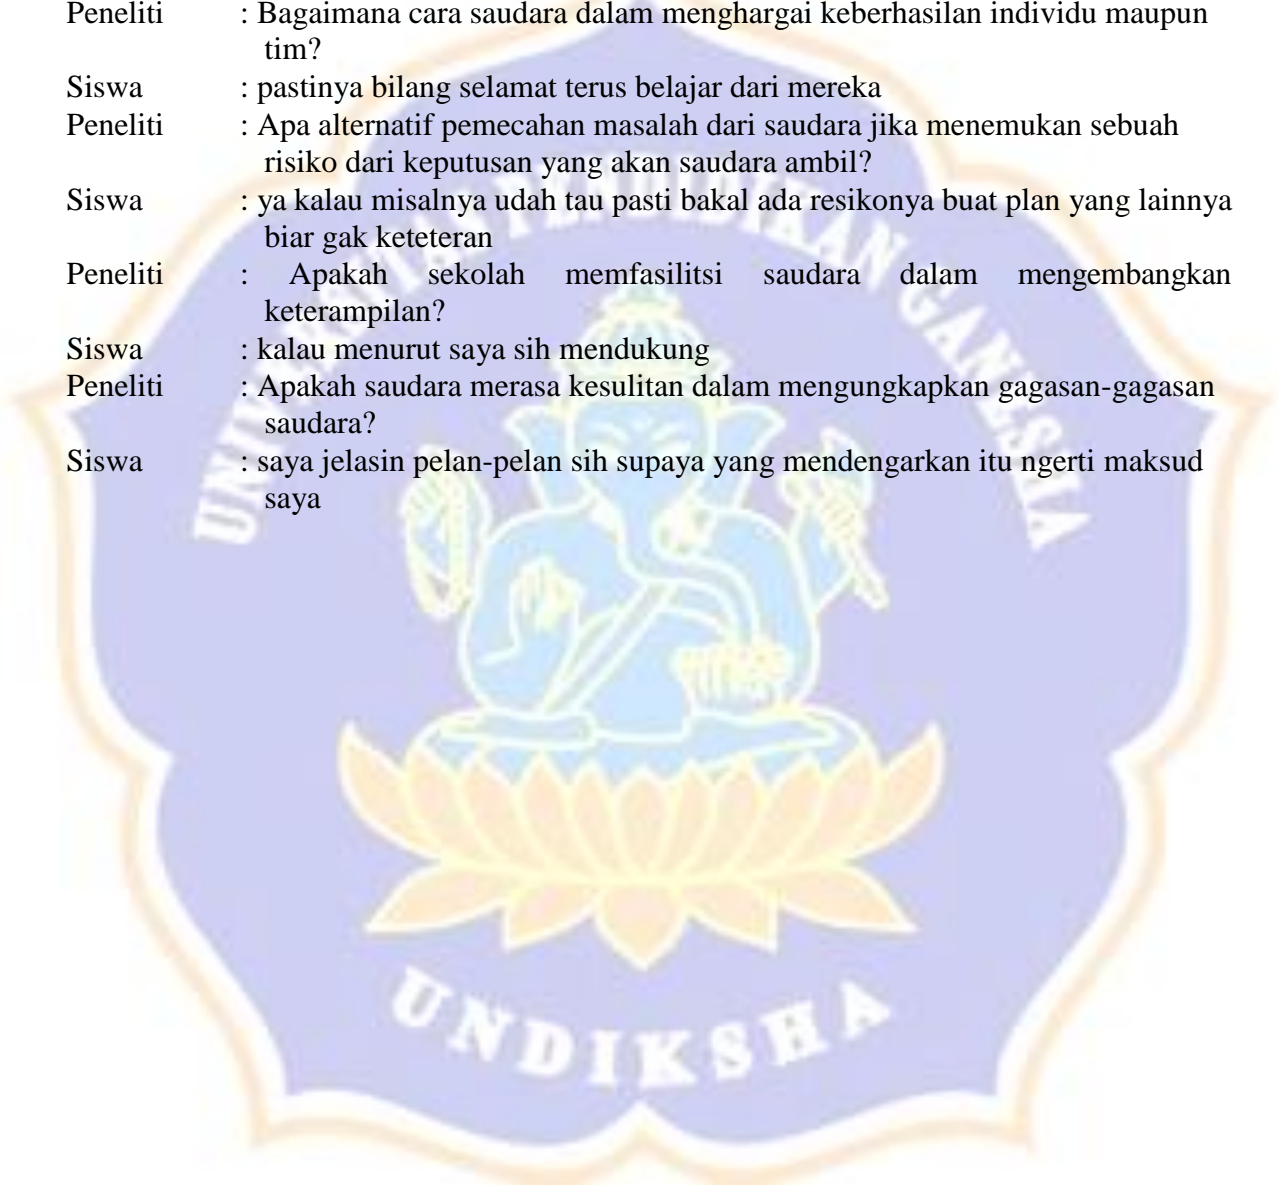 Peneliti : Bagaimana cara saudara dalam menghargai keberhasilan individu maupun
tim?
Siswa : pastinya bilang selamat terus belajar dari mereka
Peneliti : Apa alternatif pemecahan masalah dari saudara jika menemukan sebuah
risiko dari keputusan yang akan saudara ambil?
Siswa : ya kalau misalnya udah tau pasti bakal ada resikonya buat plan yang lainnya
biar gak keteteran
Peneliti : Apakah sekolah memfasilitsi saudara dalam mengembangkan
keterampilan?
Siswa : kalau menurut saya sih mendukung
Peneliti : Apakah saudara merasa kesulitan dalam mengungkapkan gagasan-gagasan
saudara?
Siswa : saya jelasin pelan-pelan sih supaya yang mendengarkan itu ngerti maksud
saya
UNIVERSITAS PENDIDIKAN GANESHA
UNDIKSHA